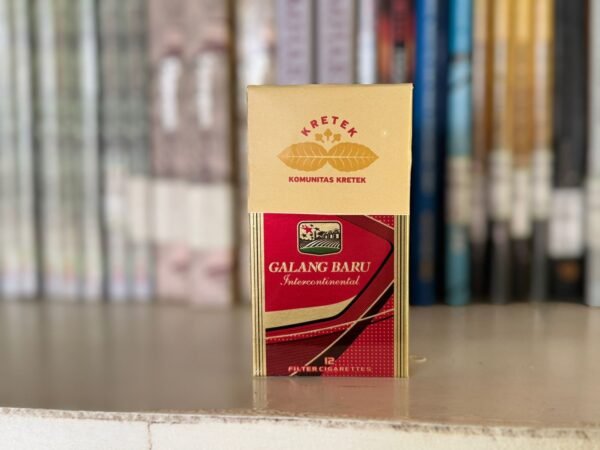 KRETEK
KOMUNITAS KRETEK
GALANG BARU
Intercontinental
12
FILTER CIGARETTES